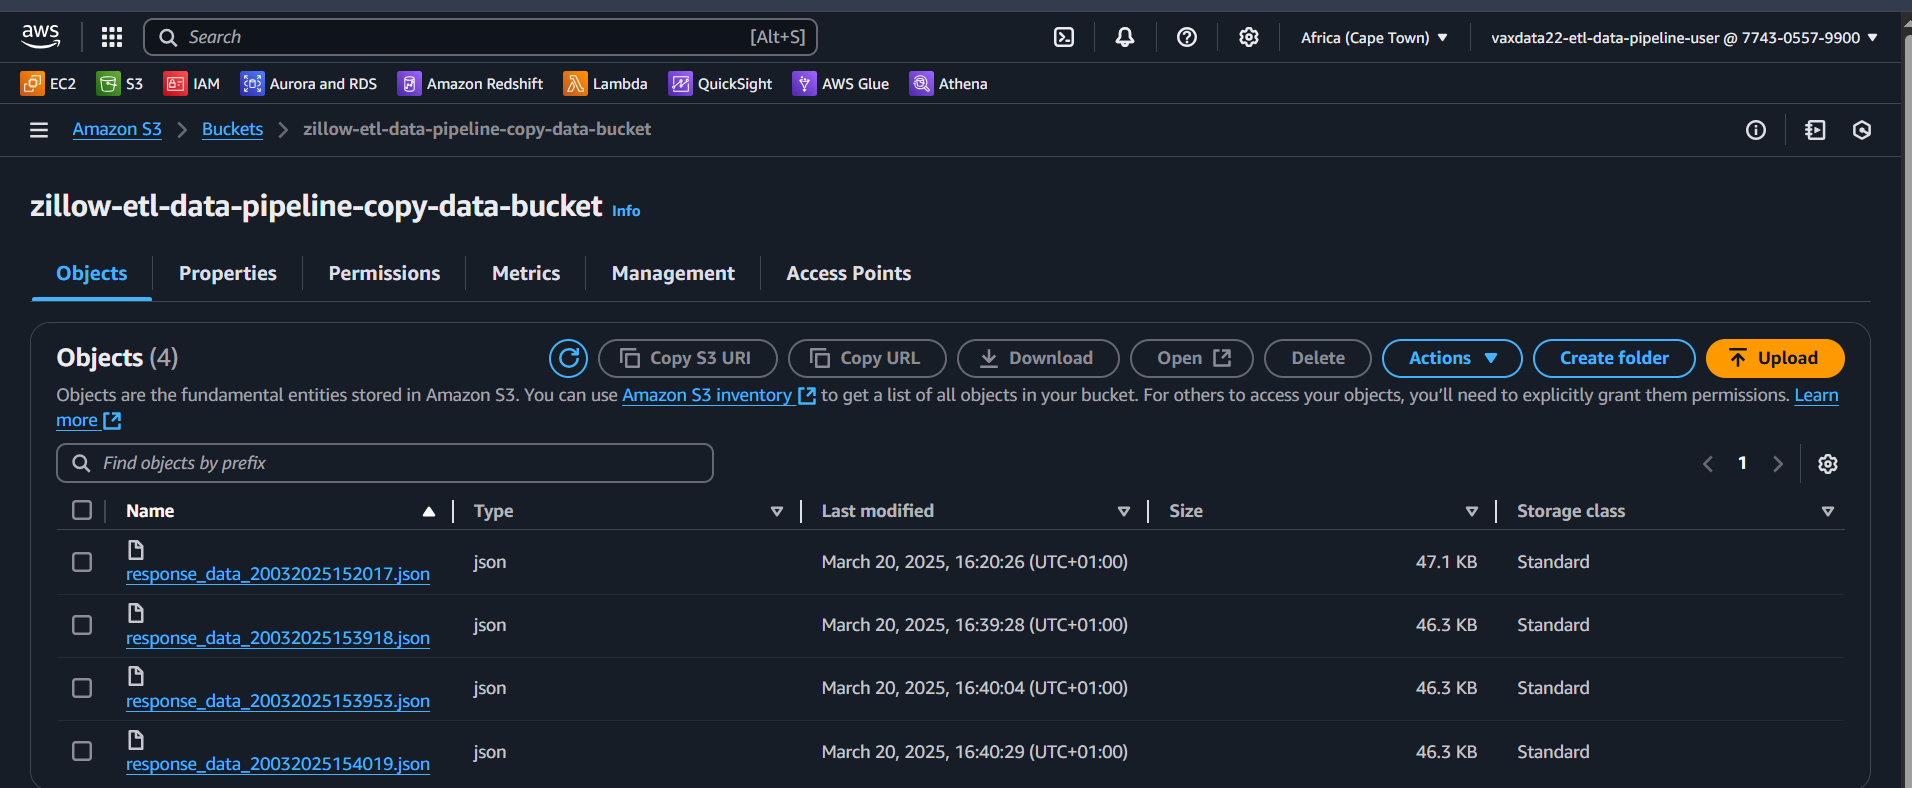 aws Search [Alt+S] Africa (Cape Town) vaxdata22-etl-data-pipeline-user @ 7743-0557-9900
EC2 S3 IAM Aurora and RDS Amazon Redshift Lambda QuickSight AWS Glue Athena
Amazon S3 Buckets zillow-etl-data-pipeline-copy-data-bucket
zillow-etl-data-pipeline-copy-data-bucket Info
Objects Properties Permissions Metrics Management Access Points
Objects (4) Copy S3 URI Copy URL Download Open Delete Actions Create folder Upload
Objects are the fundamental entities stored in Amazon S3. You can use Amazon S3 inventory to get a list of all objects in your bucket. For others to access your objects, you'll need to explicitly grant them permissions. Learn
more
Find objects by prefix 1
Name Type Last modified Size Storage class
response_data_20032025152017.json json March 20, 2025, 16:20:26 (UTC+01:00) 47.1 KB Standard
response_data_20032025153918.json json March 20, 2025, 16:39:28 (UTC+01:00) 46.3 KB Standard
response_data_20032025153953.json json March 20, 2025, 16:40:04 (UTC+01:00) 46.3 KB Standard
response_data_20032025154019.json json March 20, 2025, 16:40:29 (UTC+01:00) 46.3 KB Standard